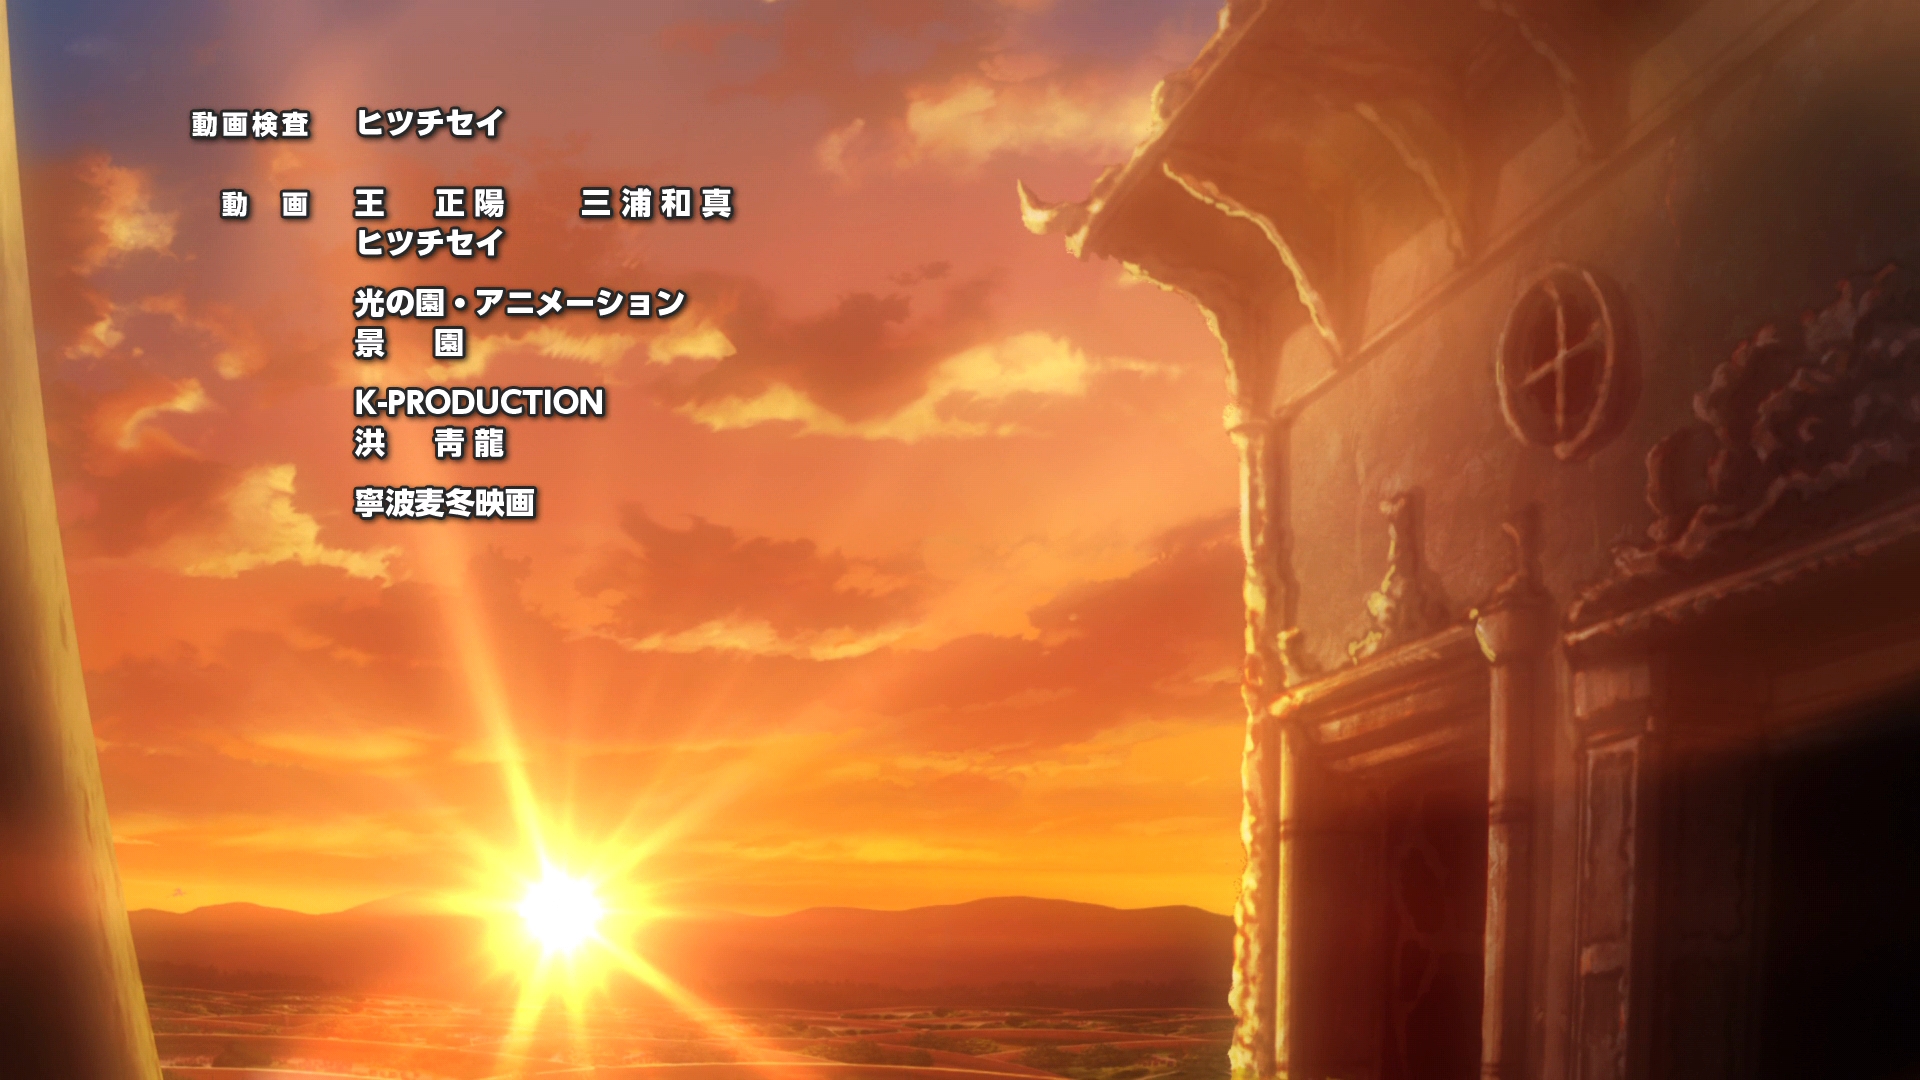 動画検査 ヒツチセイ
動 画 王 正陽 三浦和真
ヒツチセイ
光の園・アニメーション
景 園
K-PRODUCTION
洪 青龍
寧波麦冬映画